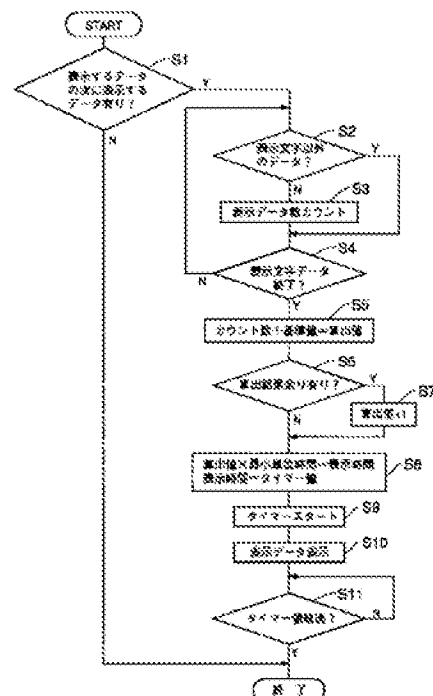 START
S1
表示するデータ
の次に表示する
データ有り？
Y
N
S2
表示文字以外
のデータ？
Y
N
S3
表示データ数カウント
S4
表示文字データ
終了？
N
Y
S5
カウント数÷基準値=算出値
S6
算出結果余り有り？
Y
N
S7
算出値+1
S8
算出値×最小単位時間=表示時間
表示時間→タイマー値
S9
タイマースタート
S10
表示データ表示
S11
タイマー値経過？
N
Y
終了